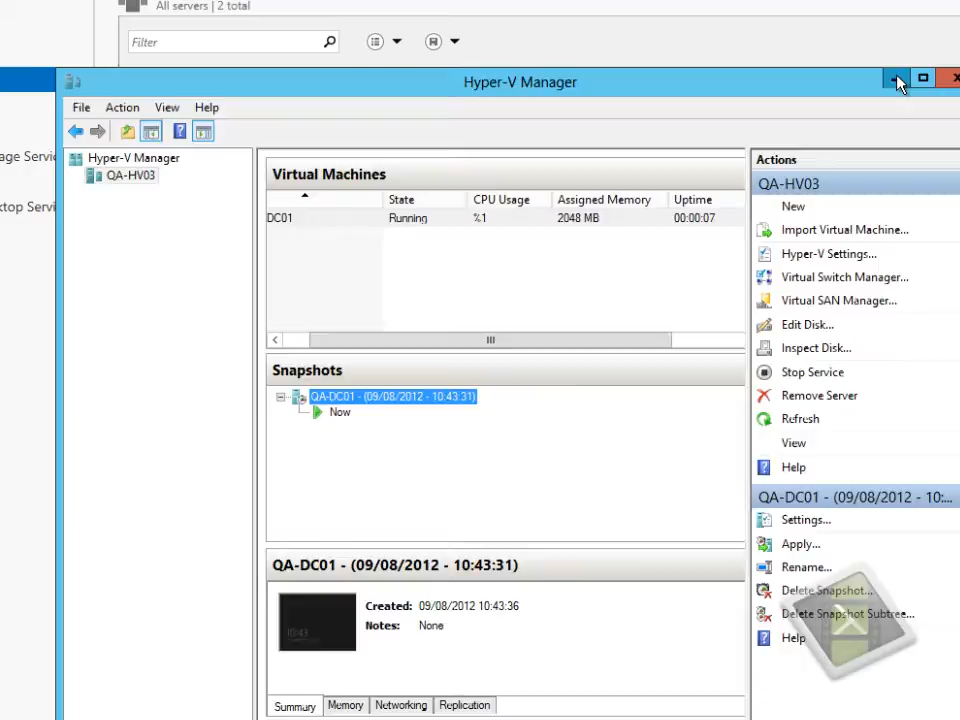 All servers | 2 total
Filter
Hyper-V Manager
File Action View Help
age Servi
ktop Servi
Hyper-V Manager
QA-HV03
Virtual Machines
State CPU Usage Assigned Memory Uptime
DC01 Running %1 2048 MB 00:00:07
Snapshots
QA-DC01 - (09/08/2012 - 10:43:31)
Now
QA-DC01 - (09/08/2012 - 10:43:31)
Created: 09/08/2012 10:43:36
Notes: None
10:43
Summary Memory Networking Replication
Actions
QA-HV03
New
Import Virtual Machine...
Hyper-V Settings...
Virtual Switch Manager...
Virtual SAN Manager...
Edit Disk...
Inspect Disk...
Stop Service
Remove Server
Refresh
View
Help
QA-DC01 - (09/08/2012 - 10:...
Settings...
Apply...
Rename...
Delete Snapshot...
Delete Snapshot Subtree...
Help